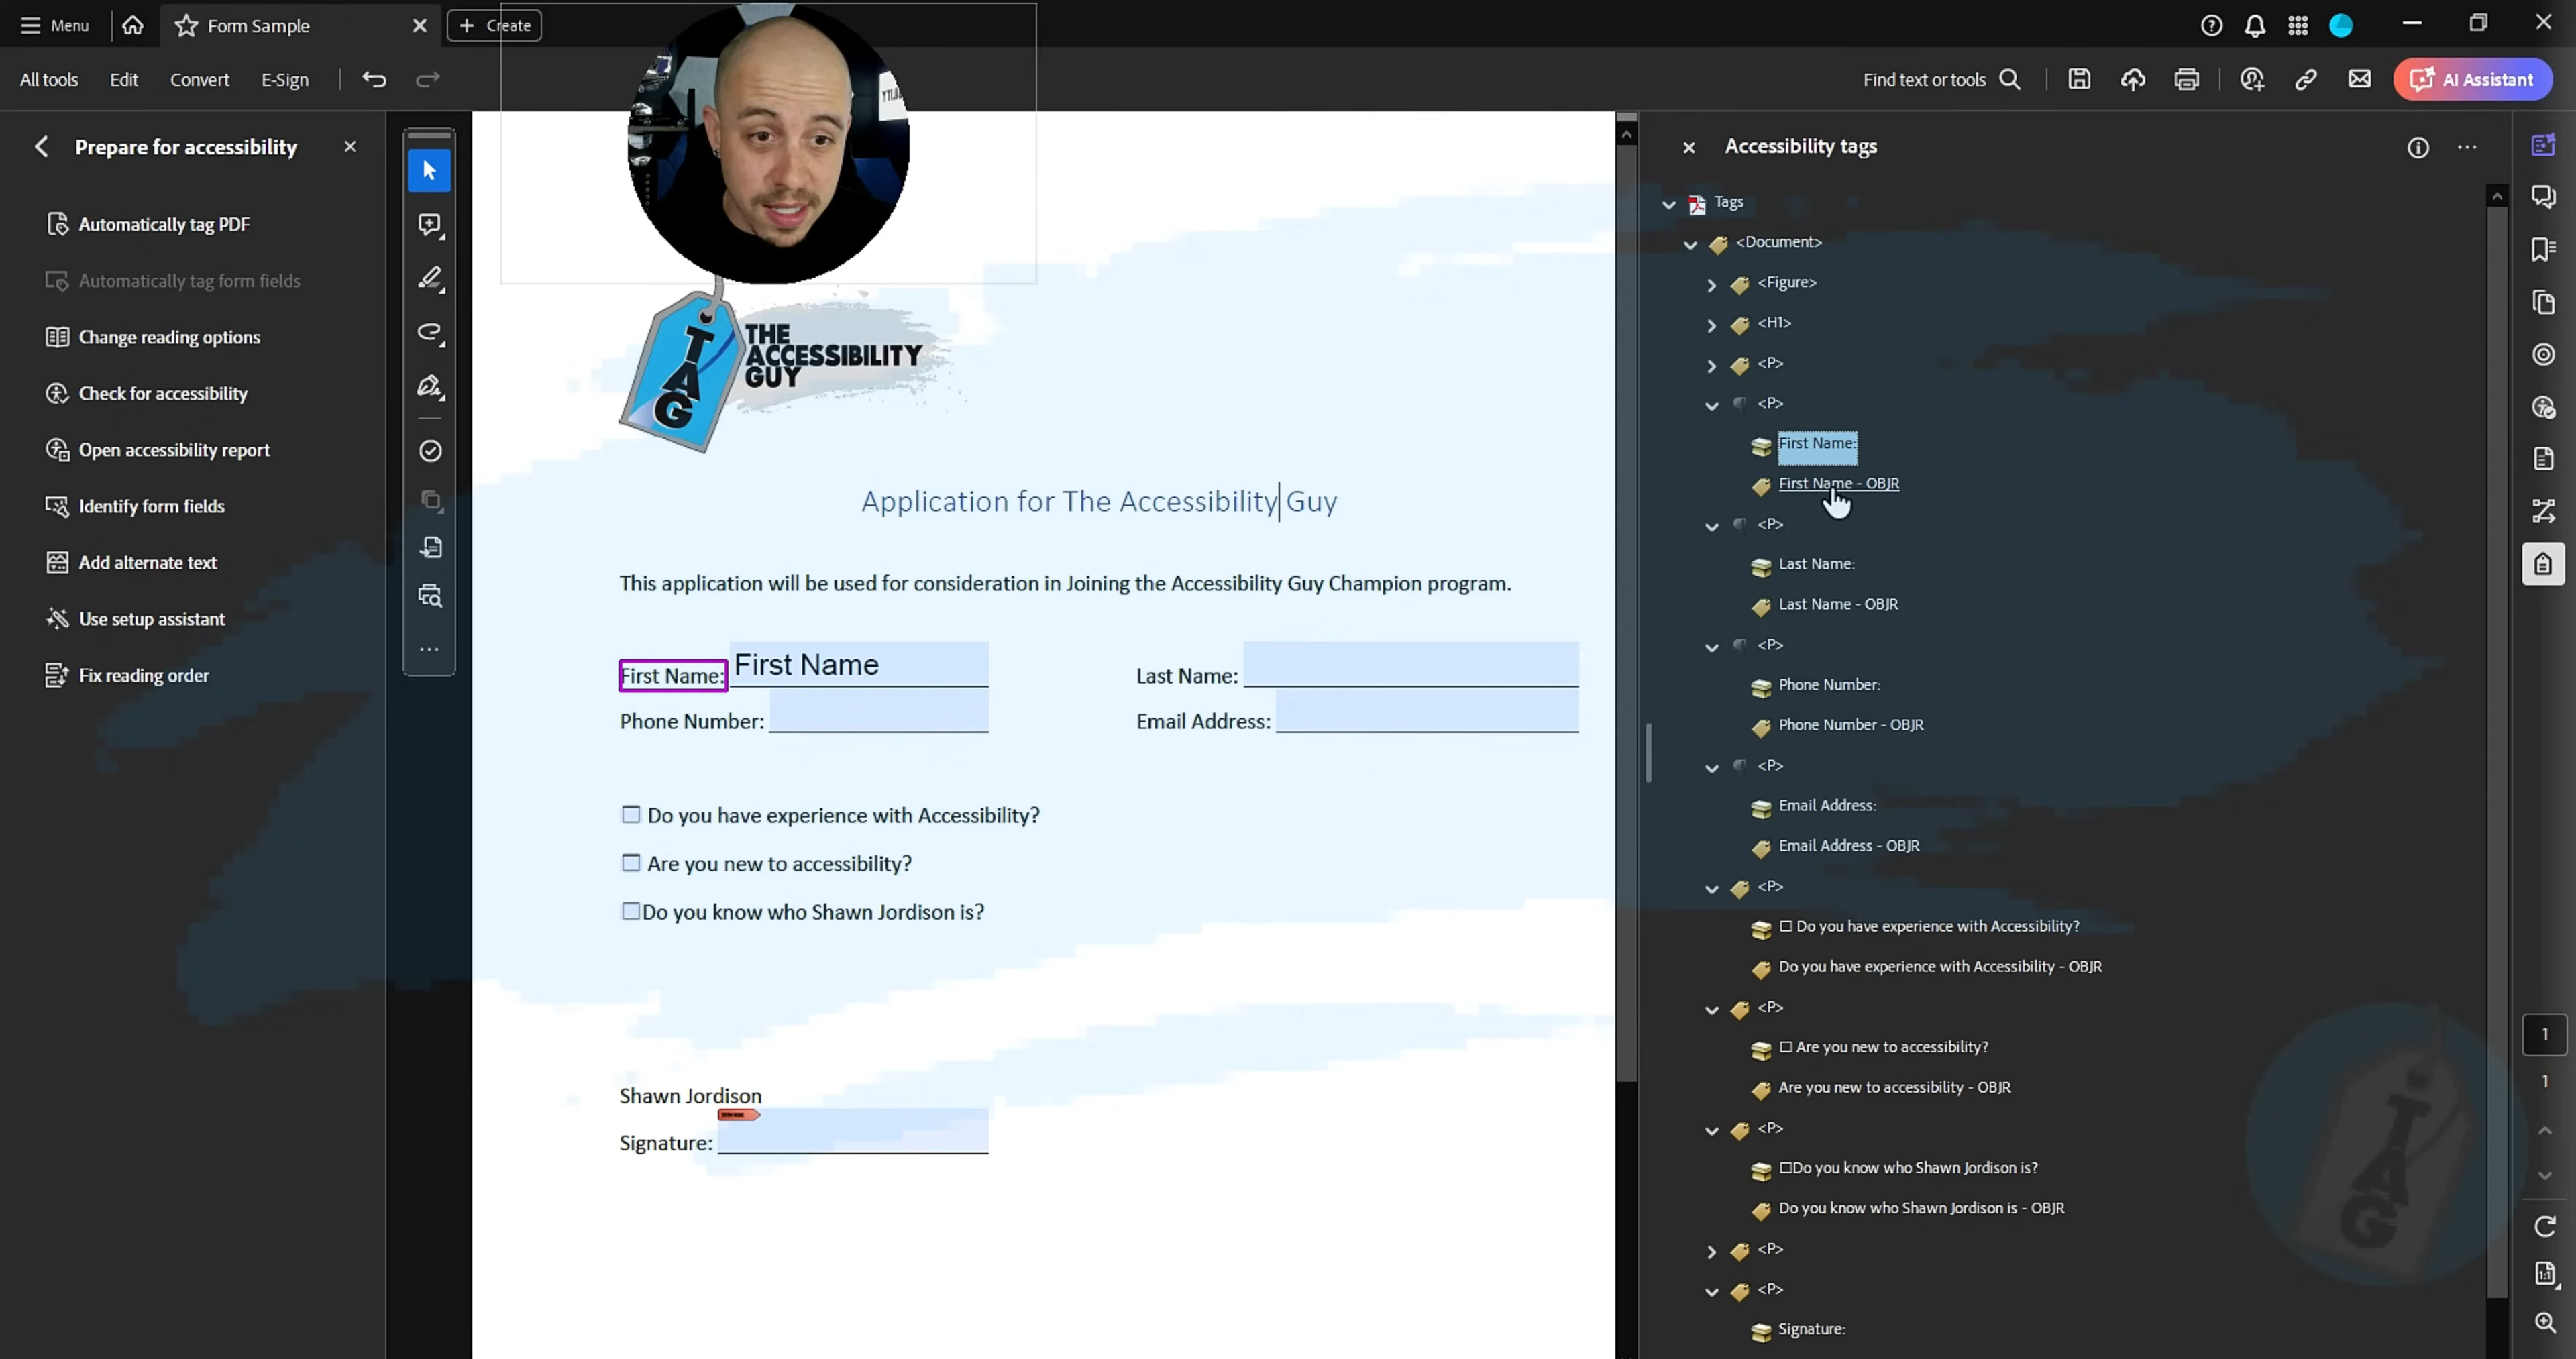 Menu
Form Sample
Create
All tools
Edit
Convert
E-Sign
Find text or tools
AI Assistant
Prepare for accessibility
Automatically tag PDF
Automatically tag form fields
Change reading options
Check for accessibility
Open accessibility report
Identify form fields
Add alternate text
Use setup assistant
Fix reading order
TAG
THE
ACCESSIBILITY
GUY
Application for The Accessibility Guy
This application will be used for consideration in Joining the Accessibility Guy Champion program.
First Name: First Name
Last Name:
Phone Number:
Email Address:
Do you have experience with Accessibility?
Are you new to accessibility?
Do you know who Shawn Jordison is?
Shawn Jordison
Signature:
Accessibility tags
Tags
<Document>
<Figure>
<H1>
<P>
<P>
First Name:
First Name - OBJR
<P>
Last Name:
Last Name - OBJR
<P>
Phone Number:
Phone Number - OBJR
<P>
Email Address:
Email Address - OBJR
<P>
☐ Do you have experience with Accessibility?
Do you have experience with Accessibility - OBJR
<P>
☐ Are you new to accessibility?
Are you new to accessibility - OBJR
<P>
☐Do you know who Shawn Jordison is?
Do you know who Shawn Jordison is - OBJR
<P>
<P>
Signature:
1
1
TAG